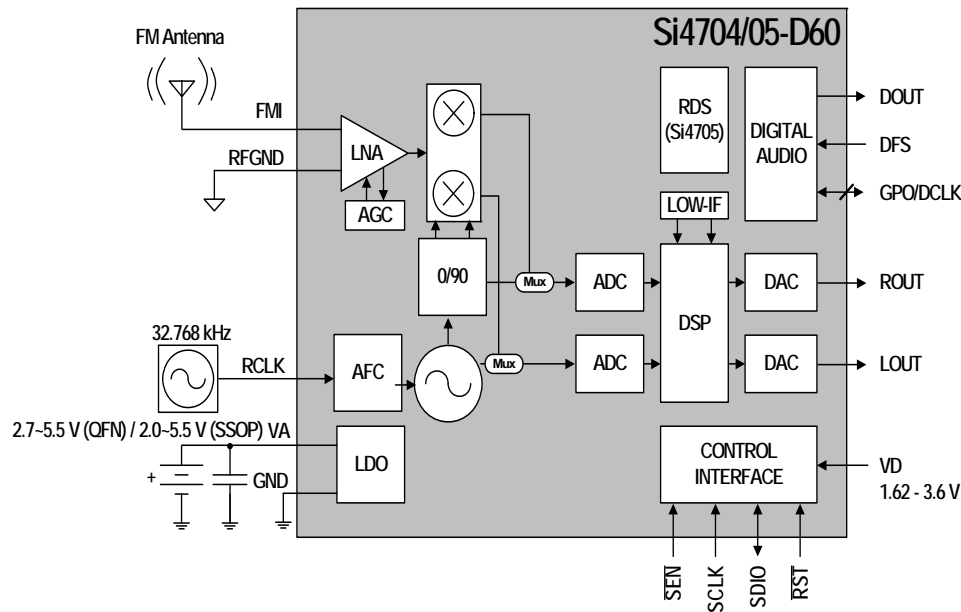 Si4704/05-D60
FM Antenna
FMI
RFGND
LNA
AGC
RDS
(Si4705)
DIGITAL
AUDIO
DOUT
DFS
GPO/DCLK
LOW-IF
0/90
Mux
ADC
DSP
DAC
ROUT
32.768 kHz
RCLK
AFC
Mux
ADC
DAC
LOUT
2.7~5.5 V (QFN) / 2.0~5.5 V (SSOP) VA
+
GND
LDO
CONTROL
INTERFACE
VD
1.62 - 3.6 V
SEN
SCLK
SDIO
RST